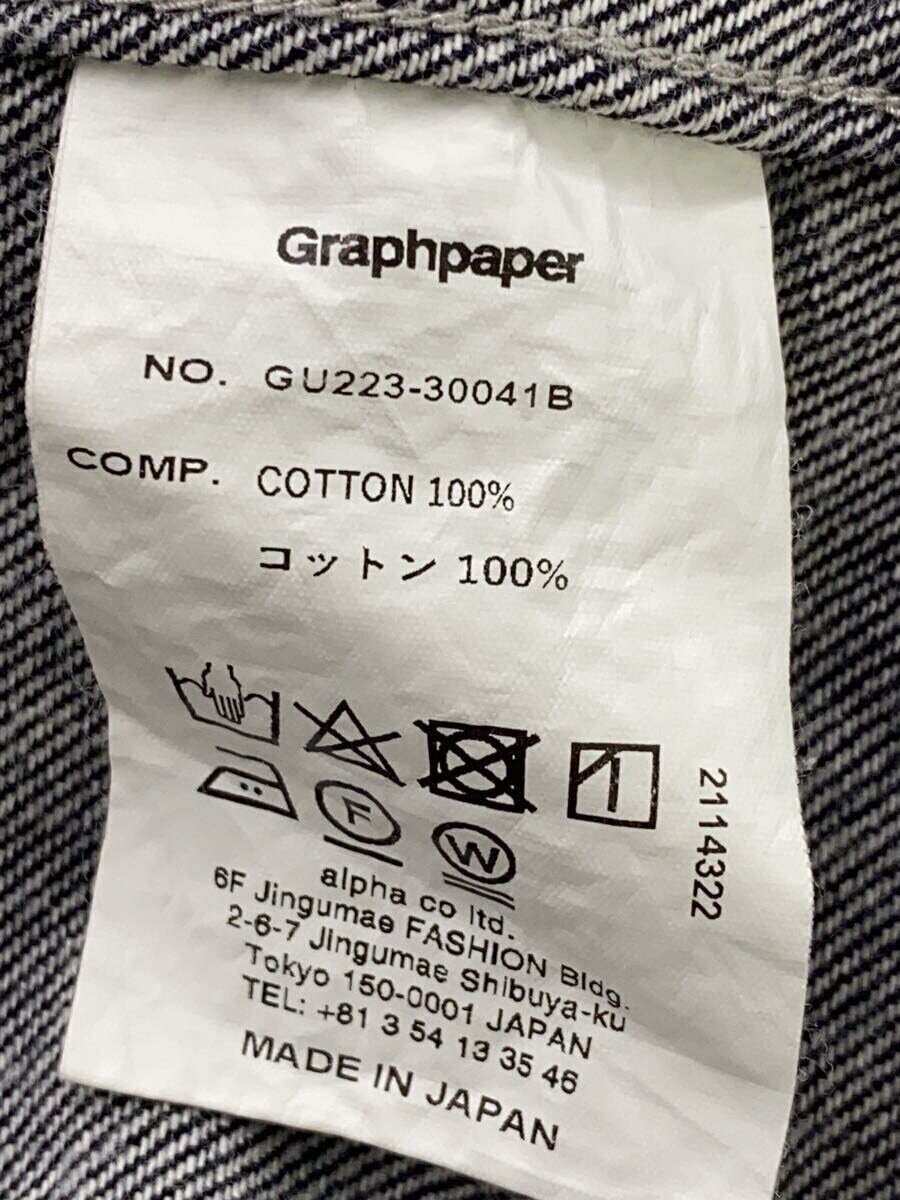 Graphpaper
NO. GU223-30041B
COMP. COTTON 100%
コットン 100%
F
W
2114322
alpha co ltd.
6F Jingumae FASHION Bldg.
2-6-7 Jingumae Shibuya-ku
Tokyo 150-0001 JAPAN
TEL: +81 3 54 13 35 46
MADE IN JAPAN